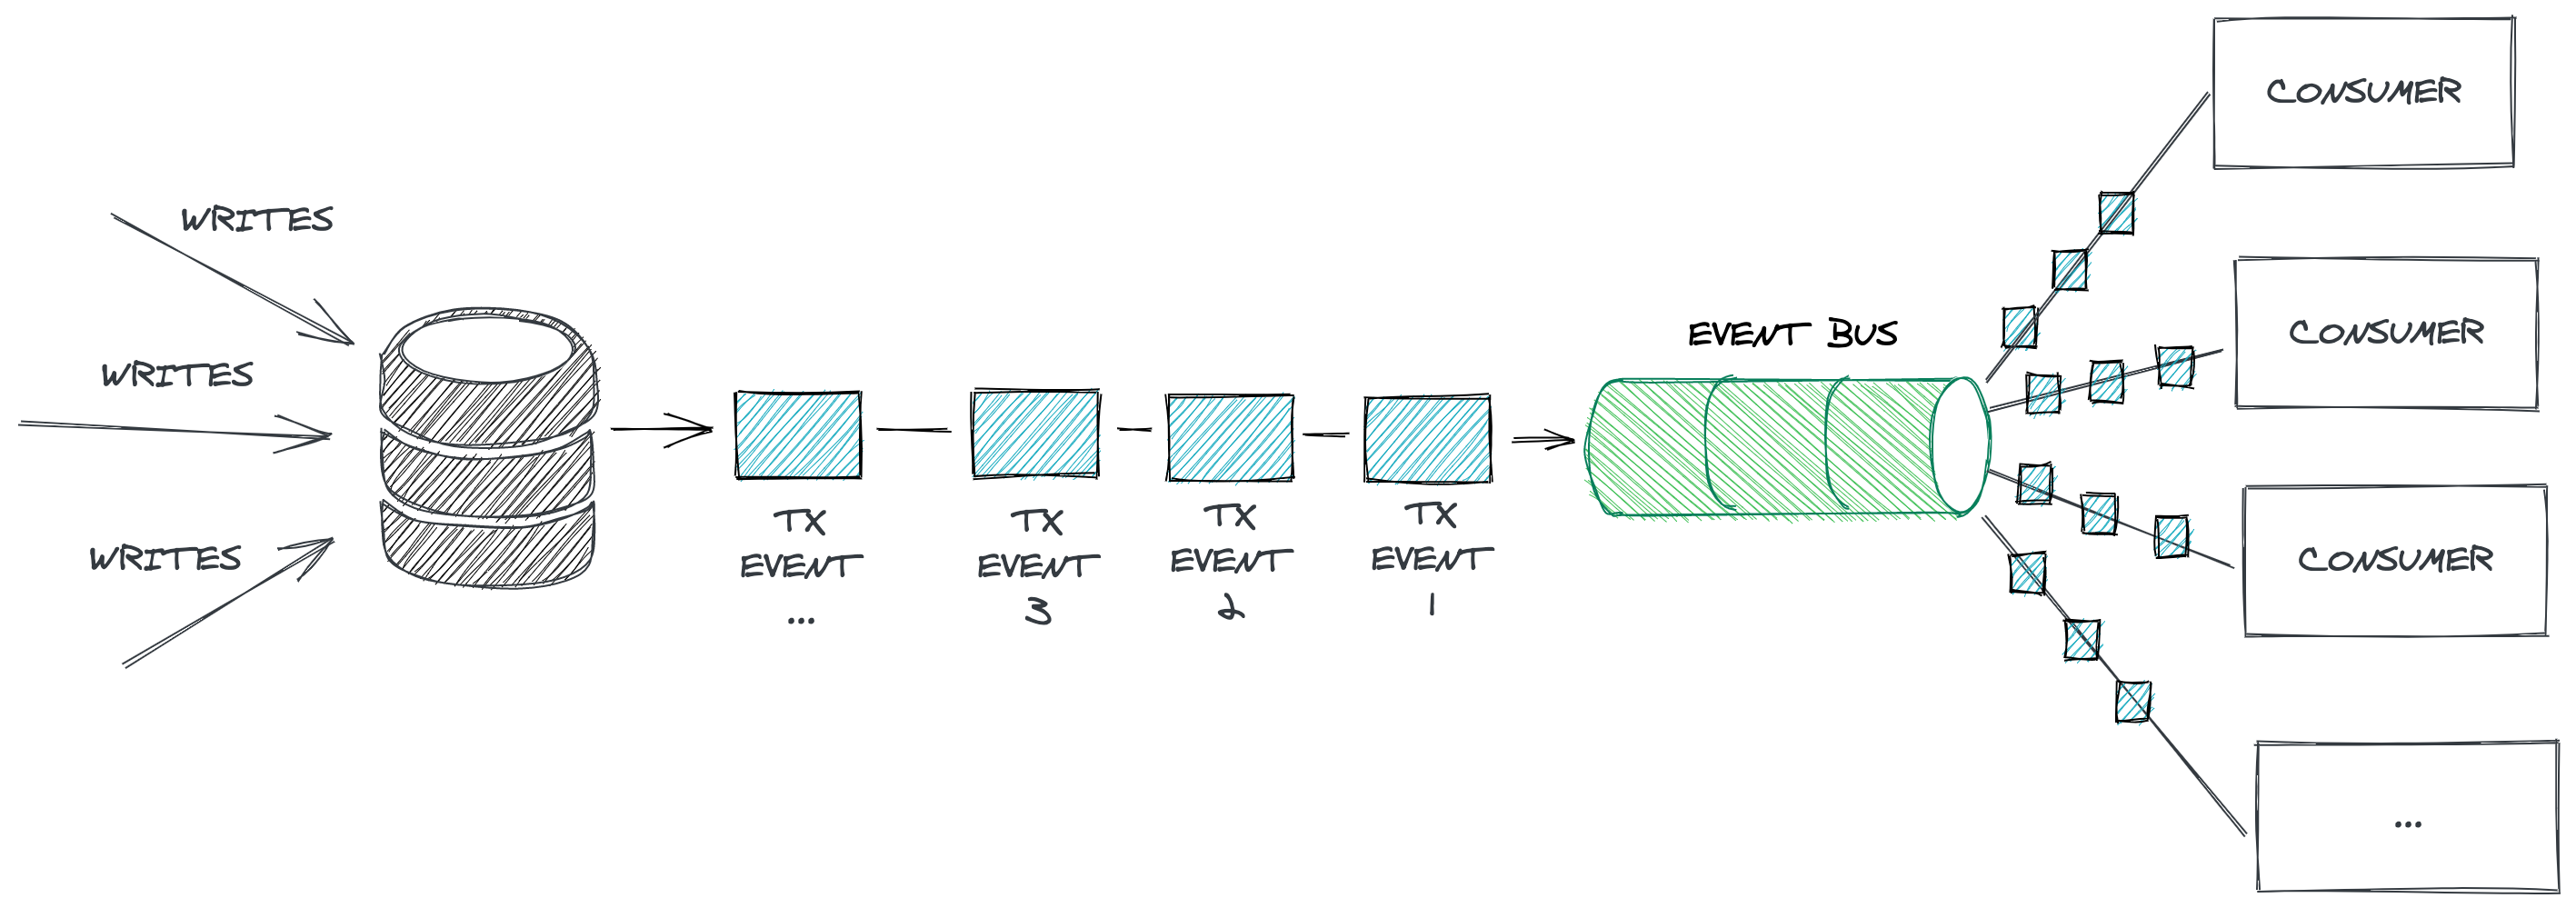 WRITES
WRITES
WRITES
TX
EVENT
...
TX
EVENT
3
TX
EVENT
2
TX
EVENT
1
EVENT BUS
CONSUMER
CONSUMER
CONSUMER
...